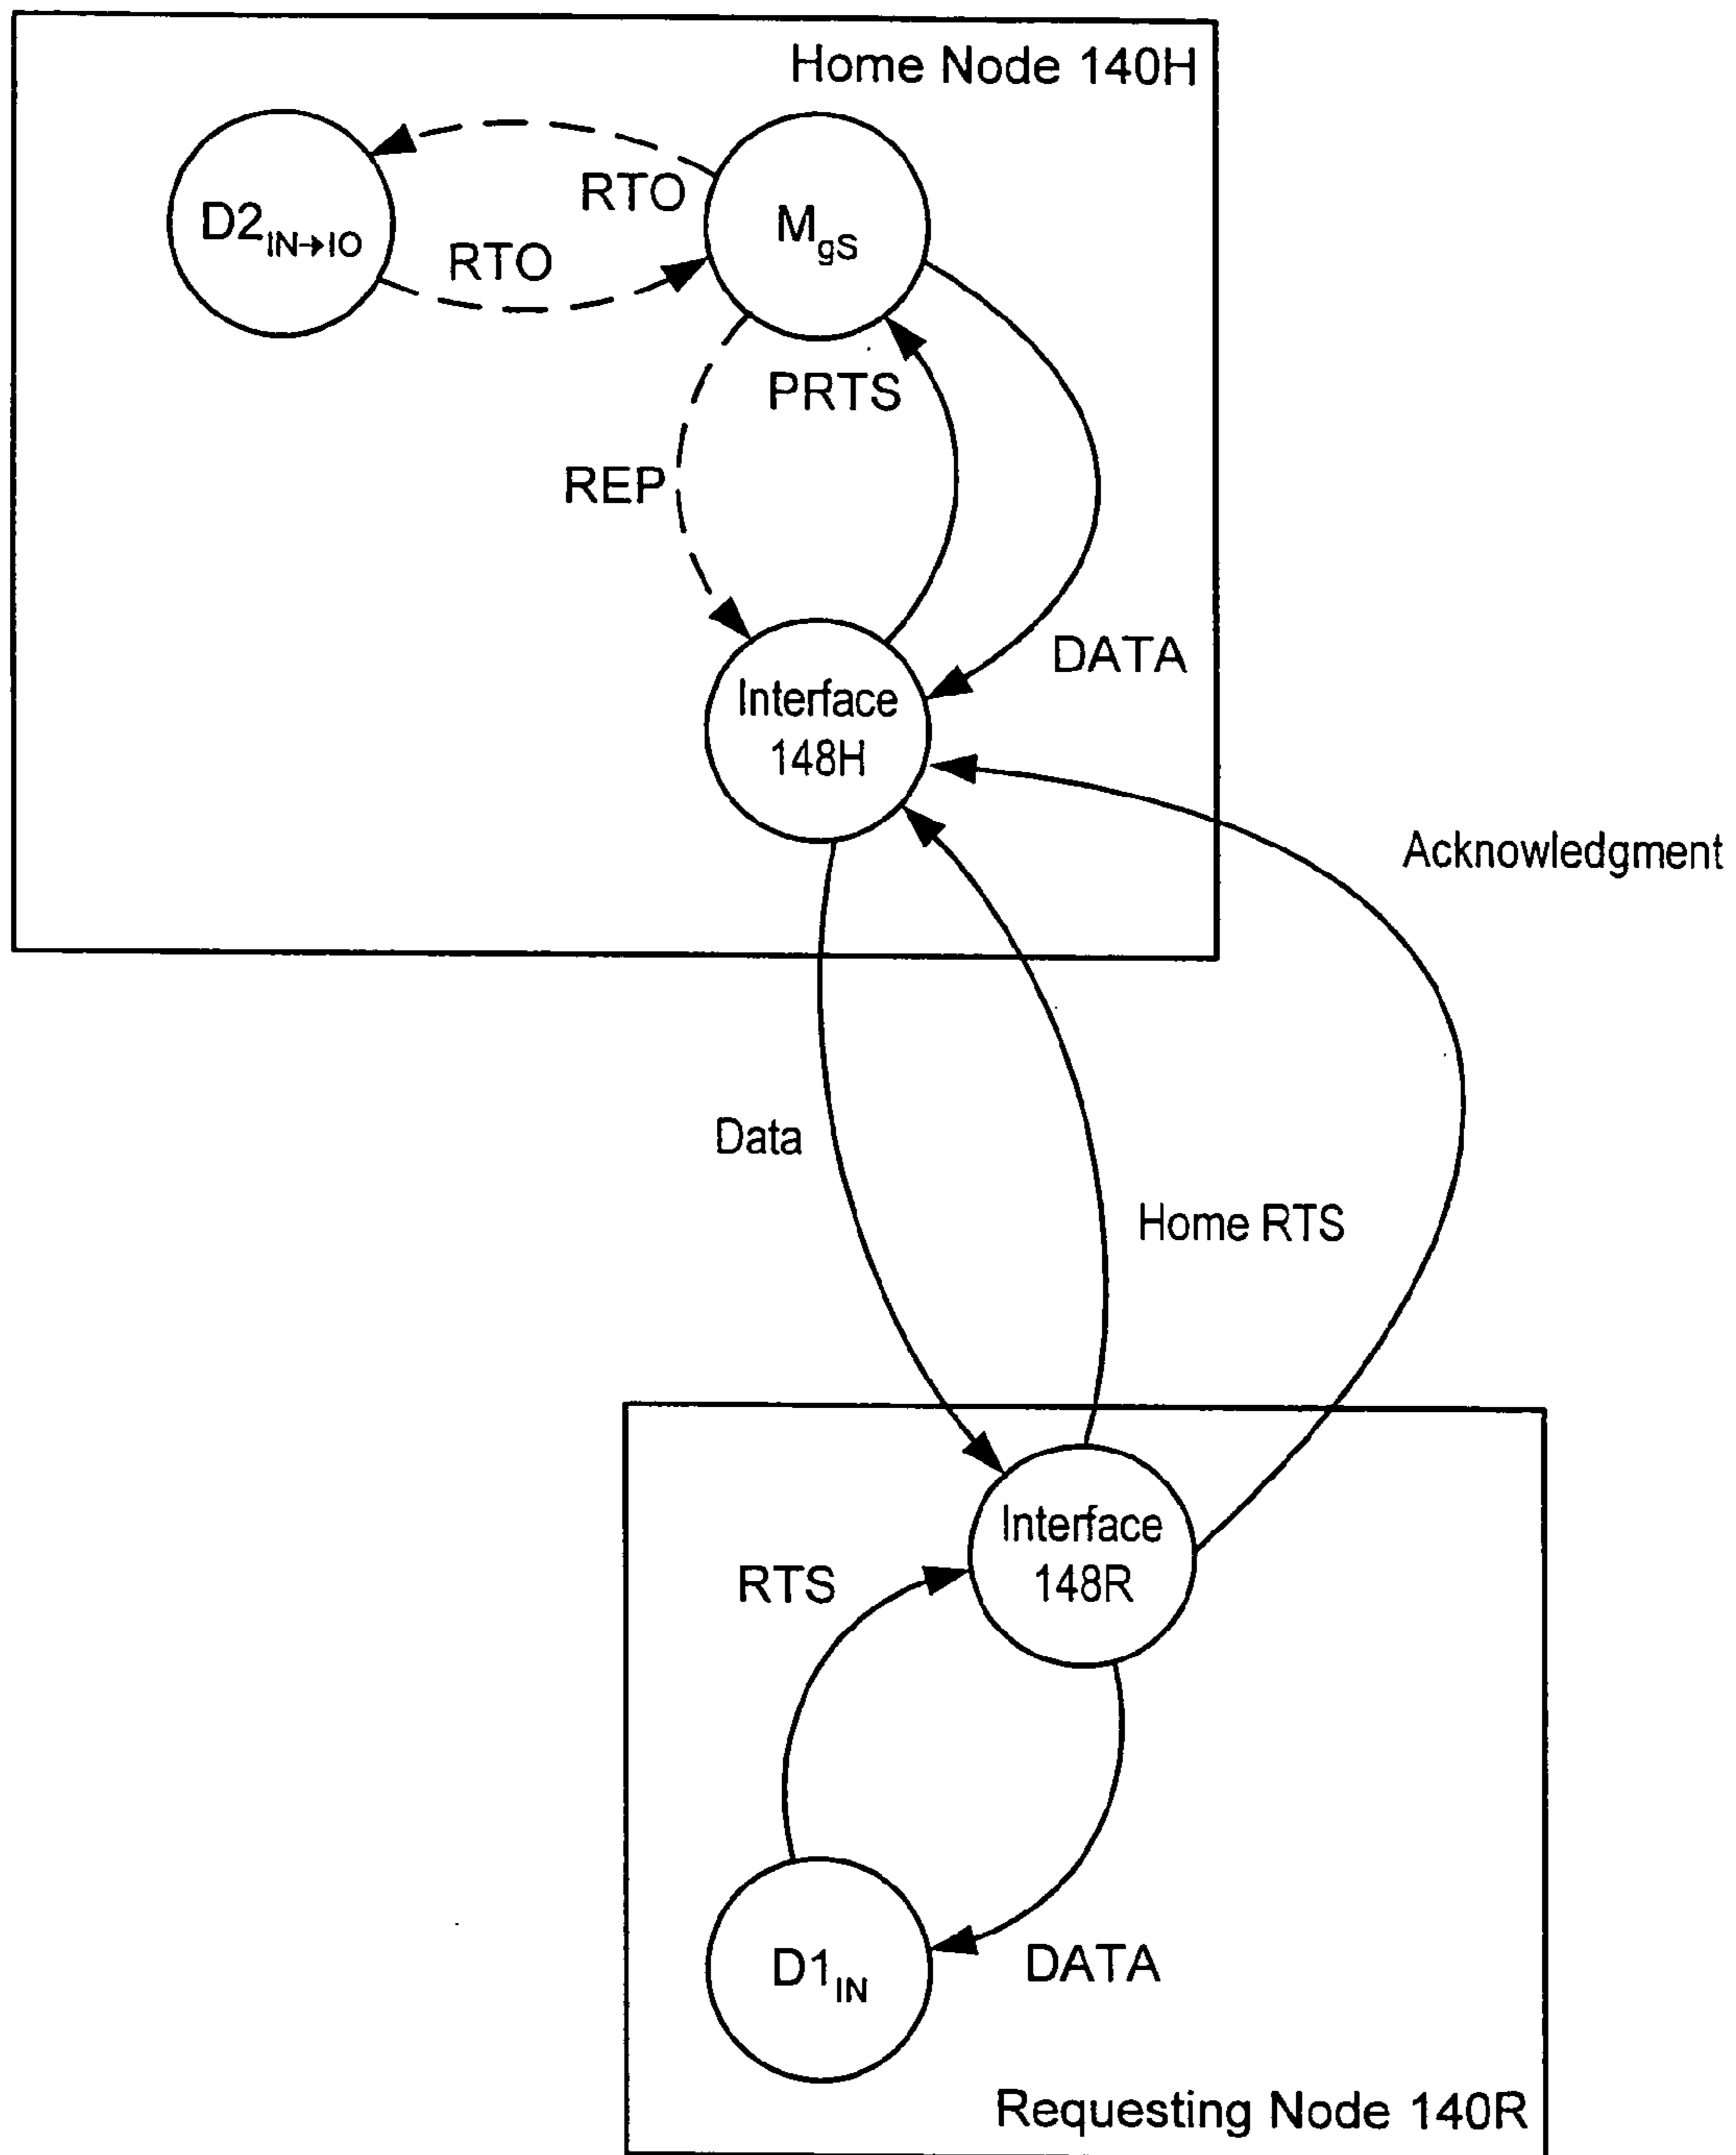 Home Node 140H
RTO
D2IN→IO
MgS
RTO
PRTS
REP
DATA
Interface
148H
Acknowledgment
Data
Home RTS
Interface
148R
RTS
D1IN
DATA
Requesting Node 140R